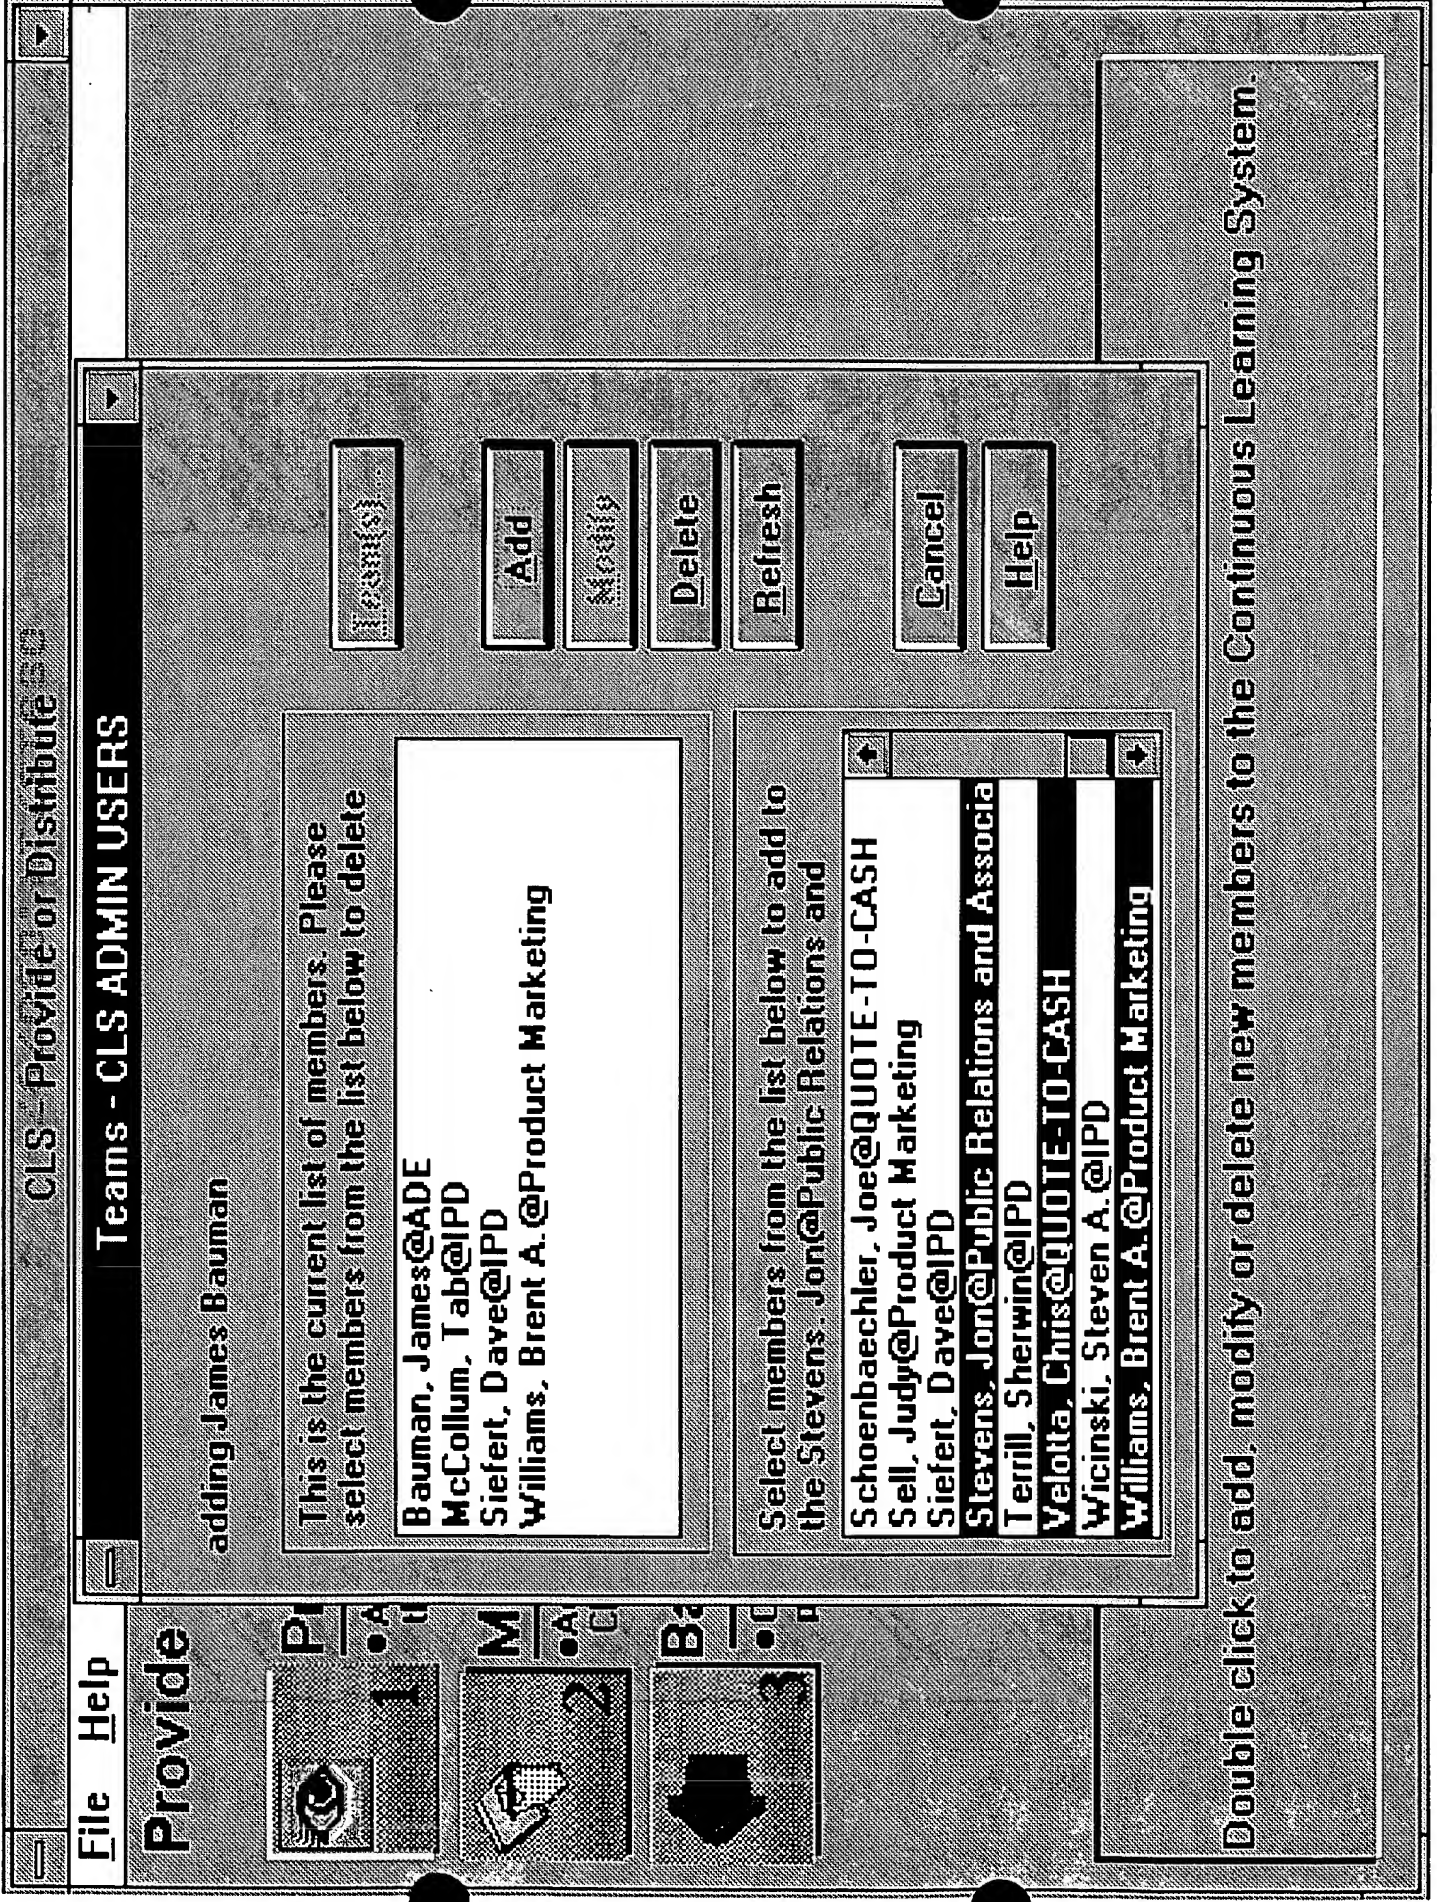 CLS - Provide or Distribute
Teams - CLS ADMIN USERS
File Help
Provide
adding James Bauman
This is the current list of members. Please
select members from the list below to delete
Bauman, James@ADE
McCollum, Tab@IPD
Siefert, Dave@IPD
Williams, Brent A.@Product Marketing
Team(s)...
Add
Modify
Delete
Refresh
Select members from the list below to add to
the Stevens, Jon@Public Relations and
Schoenbaechler, Joe@QUOTE-TO-CASH
Sell, Judy@Product Marketing
Siefert, Dave@IPD
Stevens, Jon@Public Relations and Associa
Terrill, Sherwin@IPD
Velotta, Chris@QUOTE-TO-CASH
Wicinski, Steven A.@IPD
Williams, Brent A.@Product Marketing
Cancel
Help
1
2
M
3
Ba
Double click to add, modify or delete new members to the Continuous Learning System.